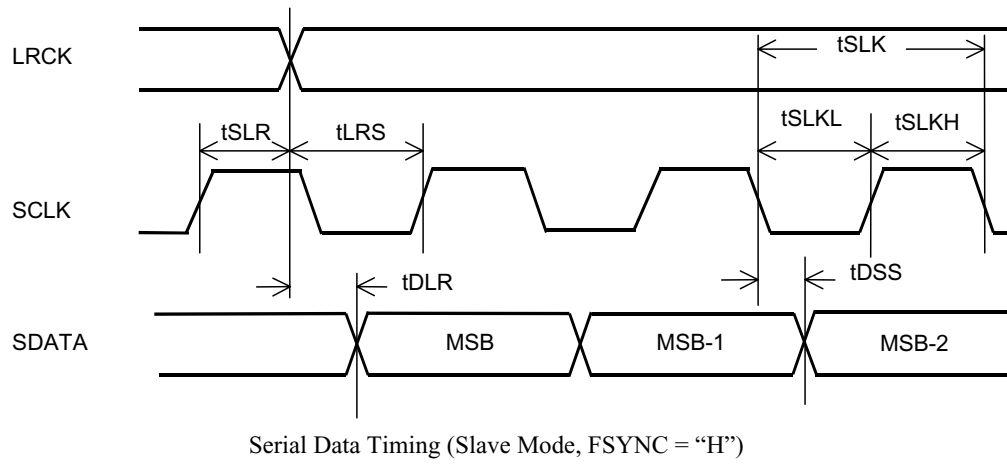 LRCK
tSLK
tSLR
tLRS
tSLKL
tSLKH
SCLK
tDLR
tDSS
SDATA
MSB
MSB-1
MSB-2
Serial Data Timing (Slave Mode, FSYNC = “H”)